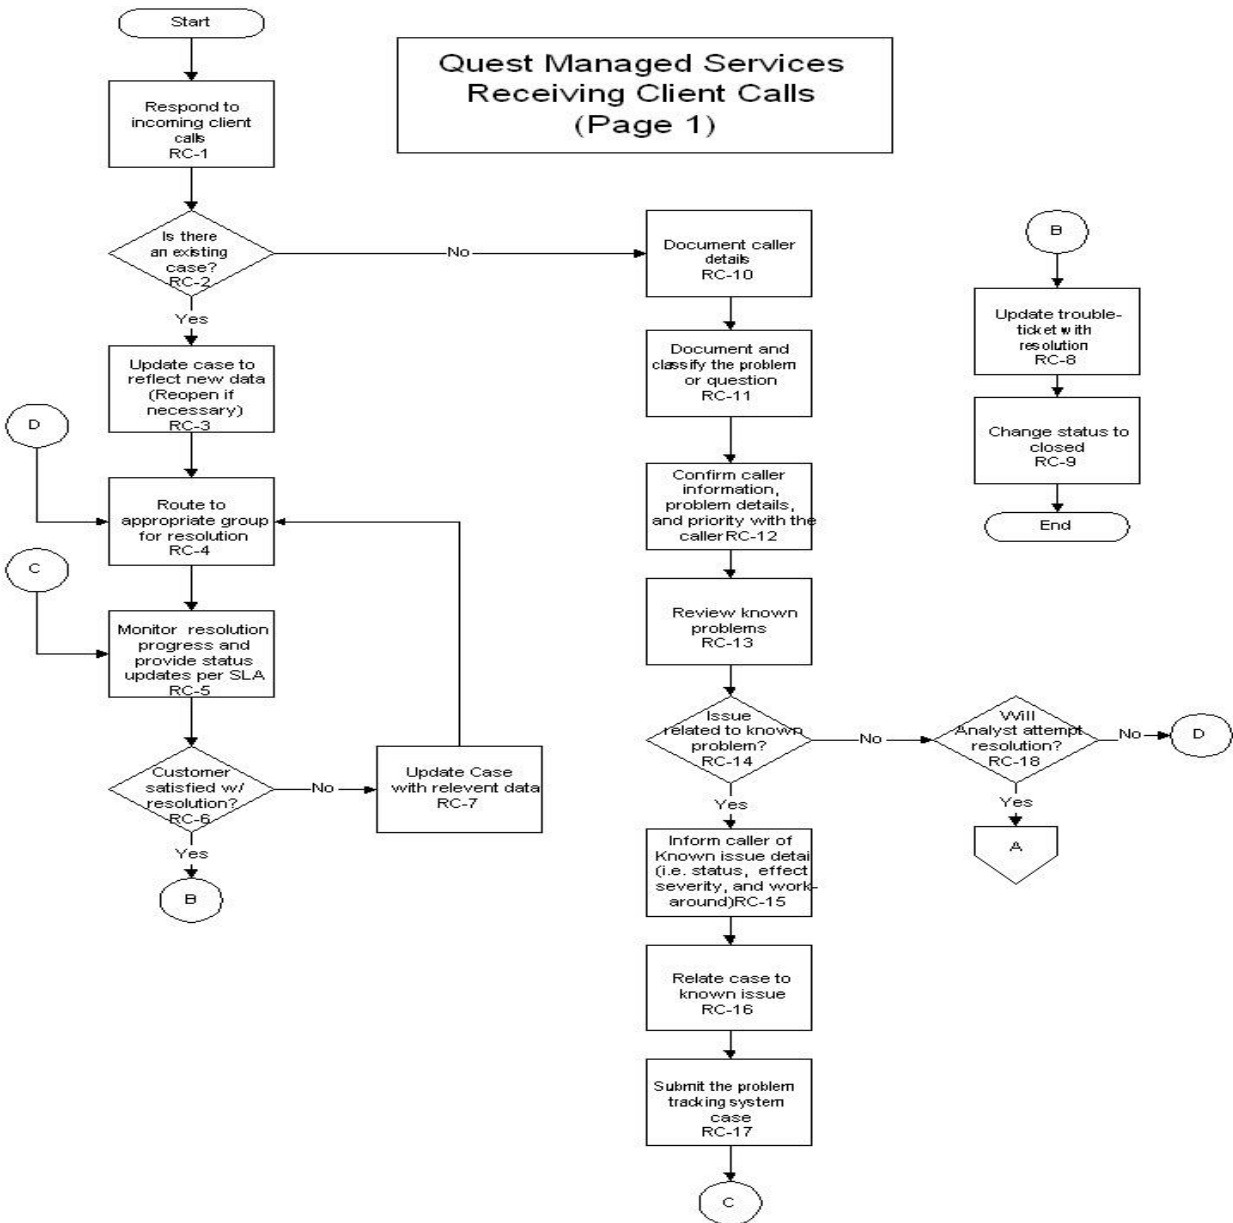 Start
Quest Managed Services
Receiving Client Calls
(Page 1)
Respond to
incoming client
calls
RC-1
Is there
an existing
case?
RC-2
No
Yes
Document caller
details
RC-10
B
Update trouble-
ticket with
resolution
RC-8
Document and
classify the problem
or question
RC-11
Update case to
reflect new data
(Reopen if
necessary)
RC-3
Change status to
closed
RC-9
D
Confirm caller
information,
problem details,
and priority with the
callerRC-12
Route to
appropriate group
for resolution
RC-4
End
C
Review known
problems
RC-13
Monitor resolution
progress and
provide status
updates per SLA
RC-5
Issue
related to known
problem?
RC-14
No
Will
Analyst attempt
resolution?
RC-18
No
D
Customer
satisfied w/
resolution?
RC-6
No
Update Case
with relevent data
RC-7
Yes
Yes
Yes
Inform caller of
Known issue detai
(i.e. status, effect
severity, and work-
around)RC-15
A
B
Relate case to
known issue
RC-16
Submit the problem
tracking system
case
RC-17
C